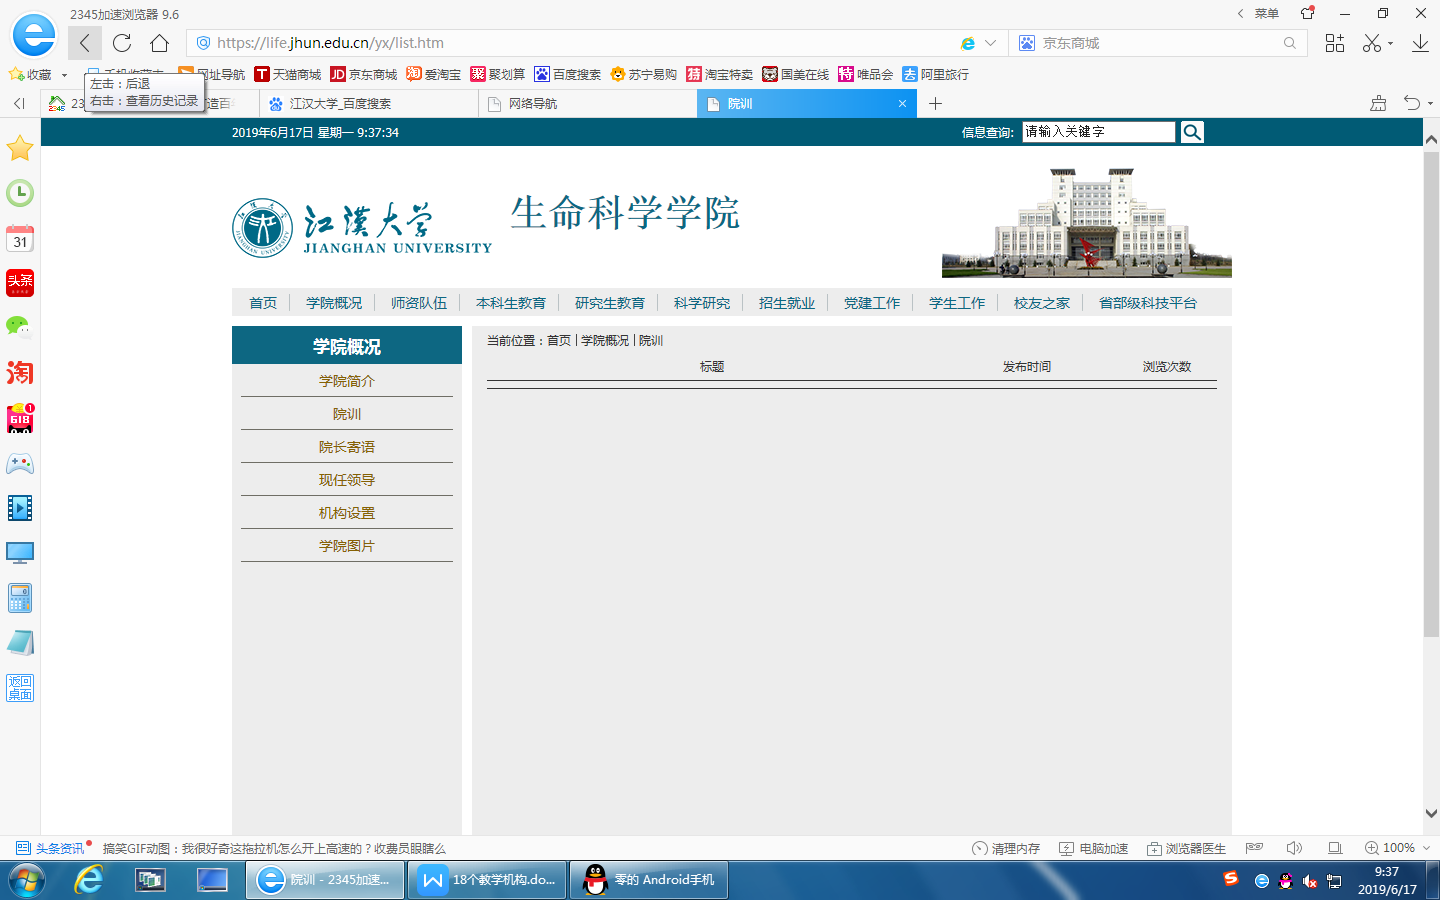 2345加速浏览器 9.6
菜单
https://life.jhun.edu.cn/yx/list.htm
京东商城
收藏
网址导航
天猫商城
京东商城
爱淘宝
聚划算
百度搜索
苏宁易购
淘宝特卖
国美在线
唯品会
阿里旅行
左击：后退
右击：查看历史记录
江汉大学_百度搜索
网络导航
院训
2019年6月17日 星期一 9:37:34
信息查询:
请输入关键字
江漢大学
JIANGHAN UNIVERSITY
生命科学学院
首页
学院概况
师资队伍
本科生教育
研究生教育
科学研究
招生就业
党建工作
学生工作
校友之家
省部级科技平台
学院概况
学院简介
院训
院长寄语
现任领导
机构设置
学院图片
当前位置：首页 | 学院概况 | 院训
标题
发布时间
浏览次数
31
头条
淘
618
1
返回
桌面
头条资讯
搞笑GIF动图：我很好奇这拖拉机怎么开上高速的？收费员眼瞎么
清理内存
电脑加速
浏览器医生
100%
院训 - 2345加速...
18个教学机构.do...
零的 Android手机
9:37
2019/6/17